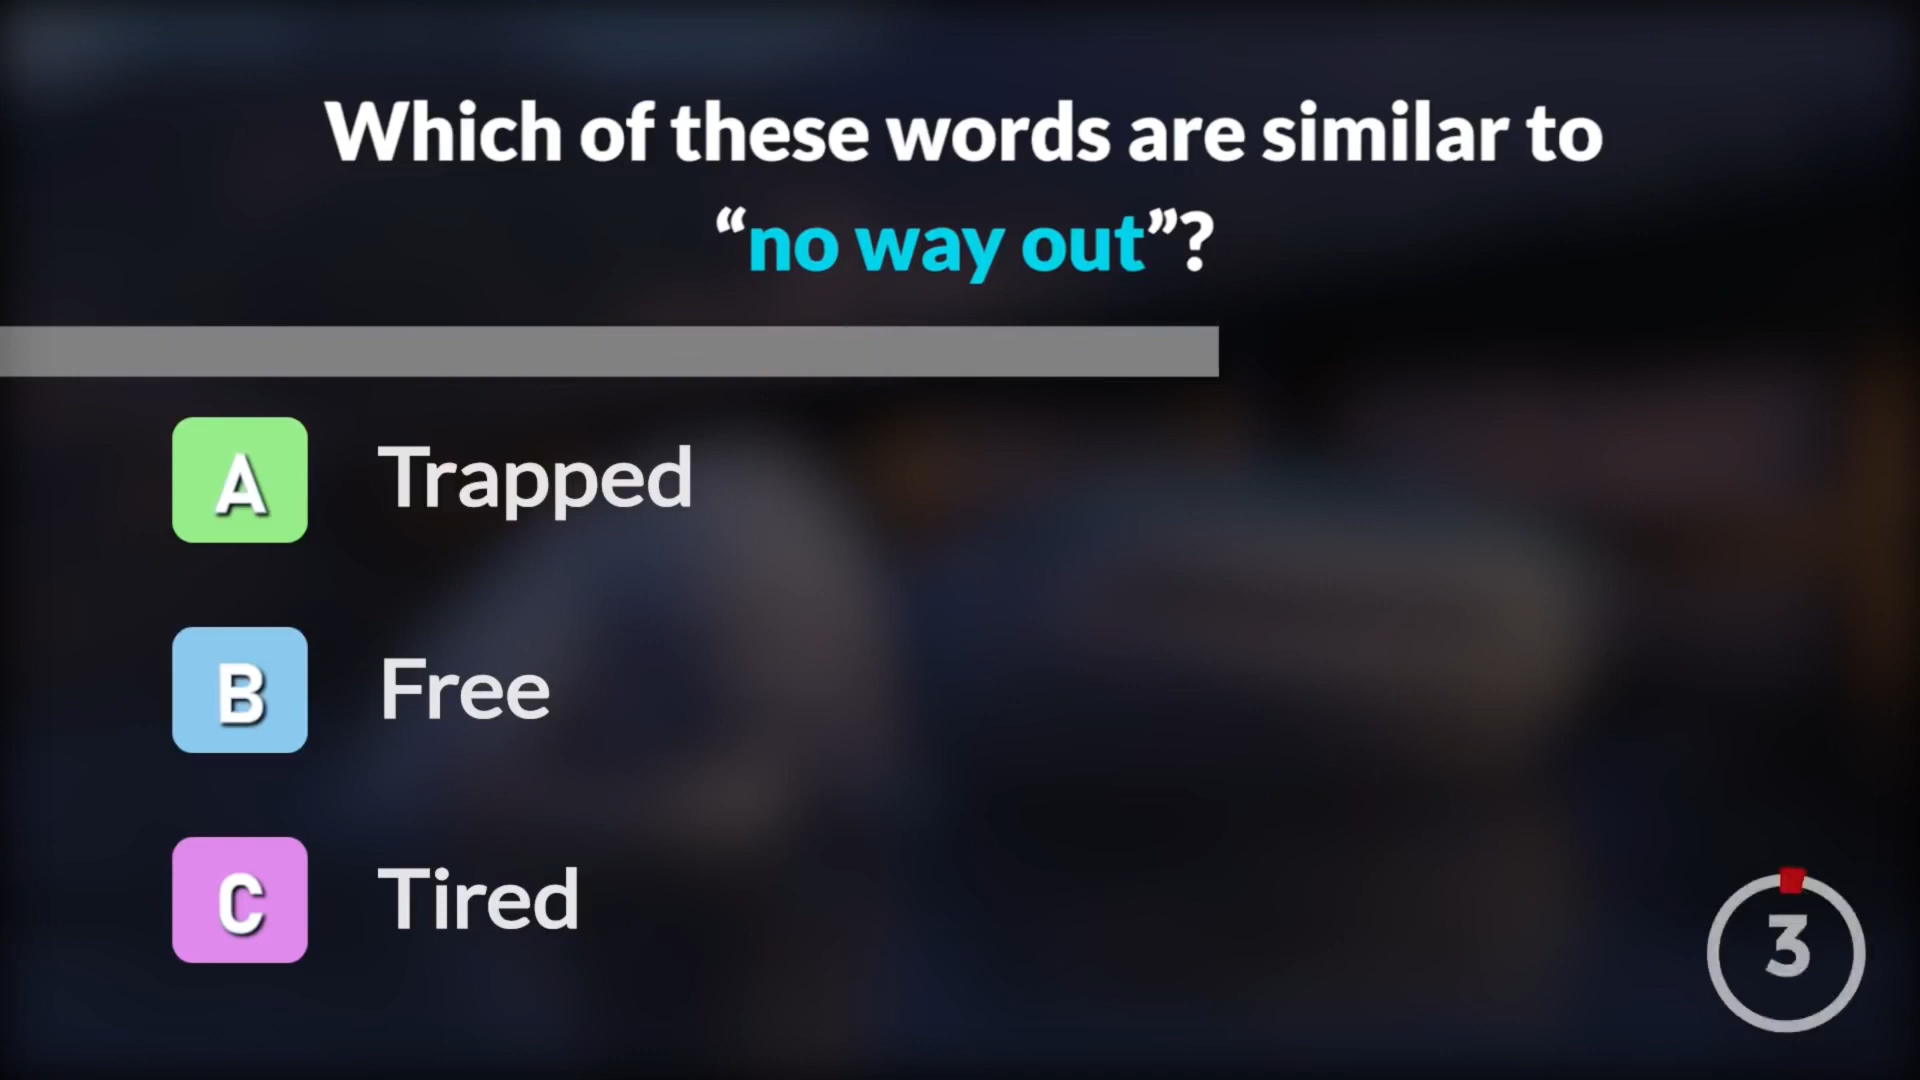 Which of these words are similar to
“no way out”?
A Trapped
B Free
C Tired
3